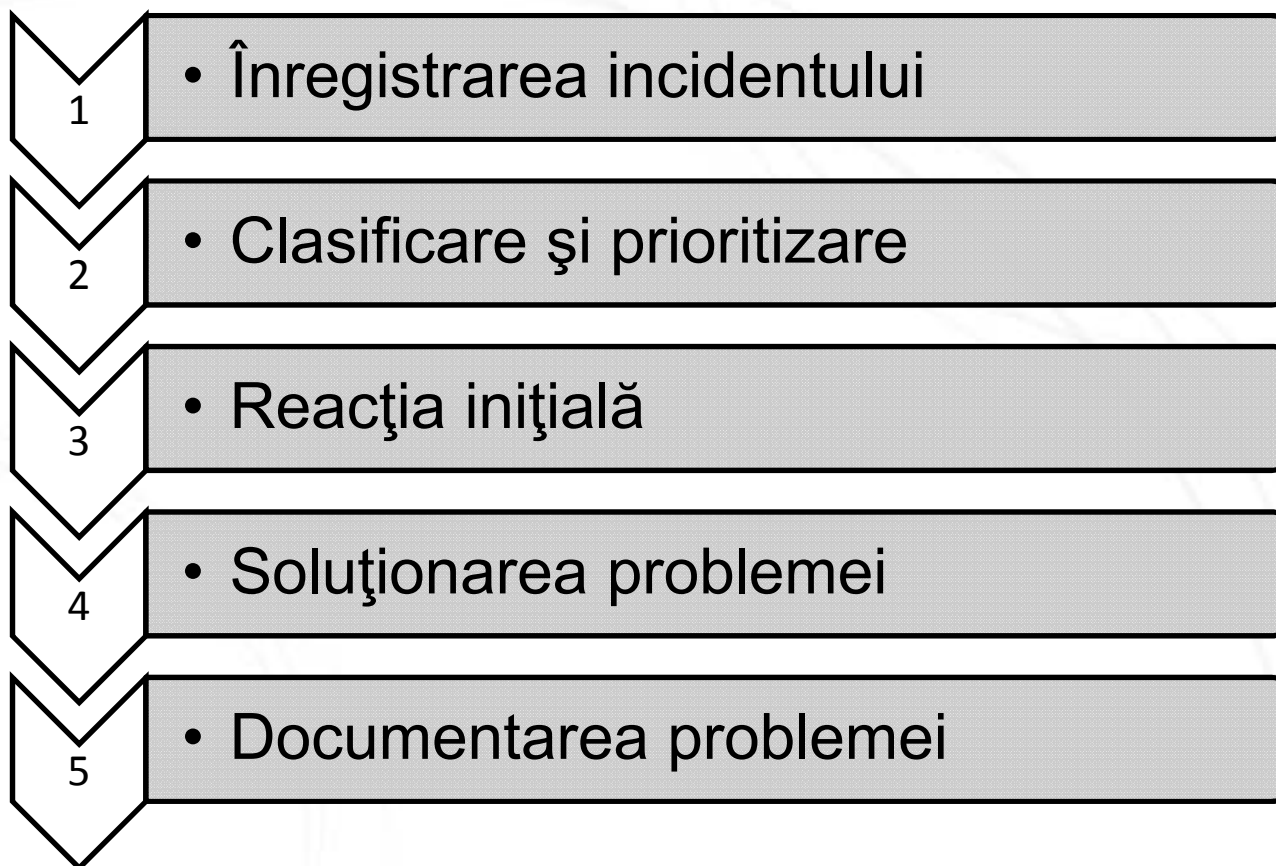 1
• Înregistrarea incidentului
2
• Clasificare şi prioritizare
3
• Reacţia iniţială
4
• Soluţionarea problemei
5
• Documentarea problemei